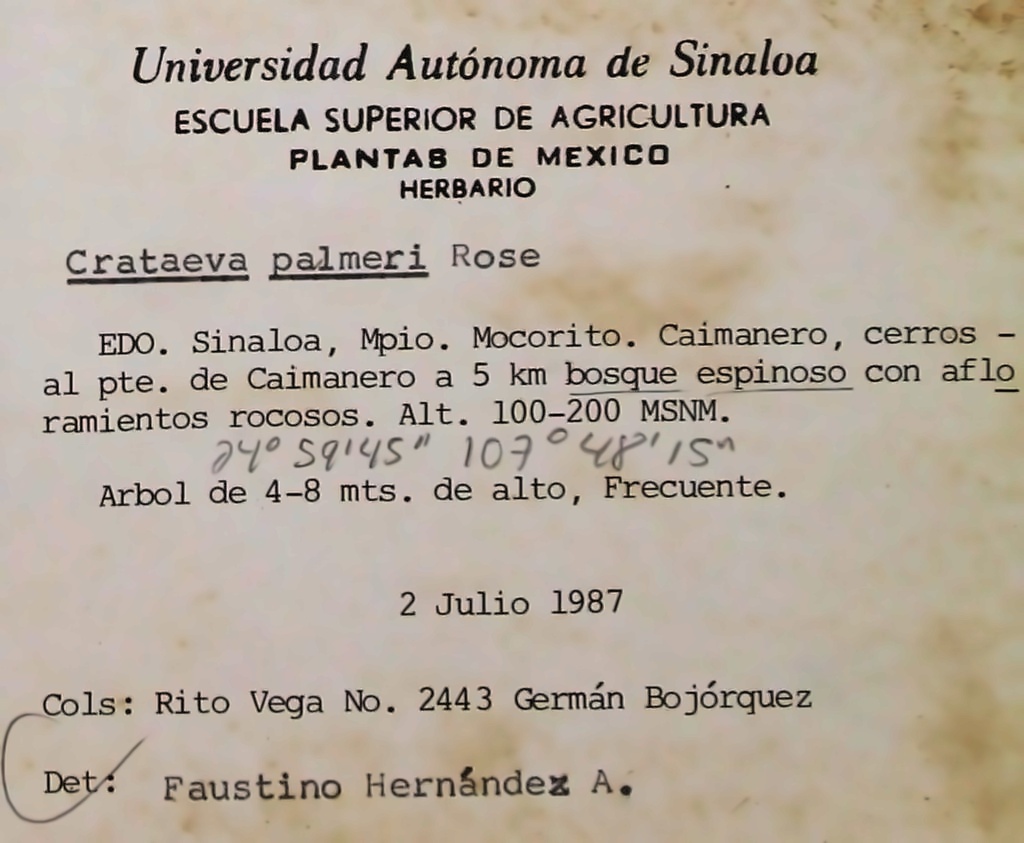 Universidad Autónoma de Sinaloa
ESCUELA SUPERIOR DE AGRICULTURA
PLANTAS DE MEXICO
HERBARIO
Crataeva palmeri Rose
EDO. Sinaloa, Mpio. Mocorito. Caimanero, cerros -
al pte. de Caimanero a 5 km bosque espinoso con aflo
ramientos rocosos. Alt. 100-200 MSNM.
24° 59'45" 107° 48'15"
Arbol de 4-8 mts. de alto, Frecuente.
2 Julio 1987
Cols: Rito Vega No. 2443 Germán Bojórquez
Det: Faustino Hernández A.